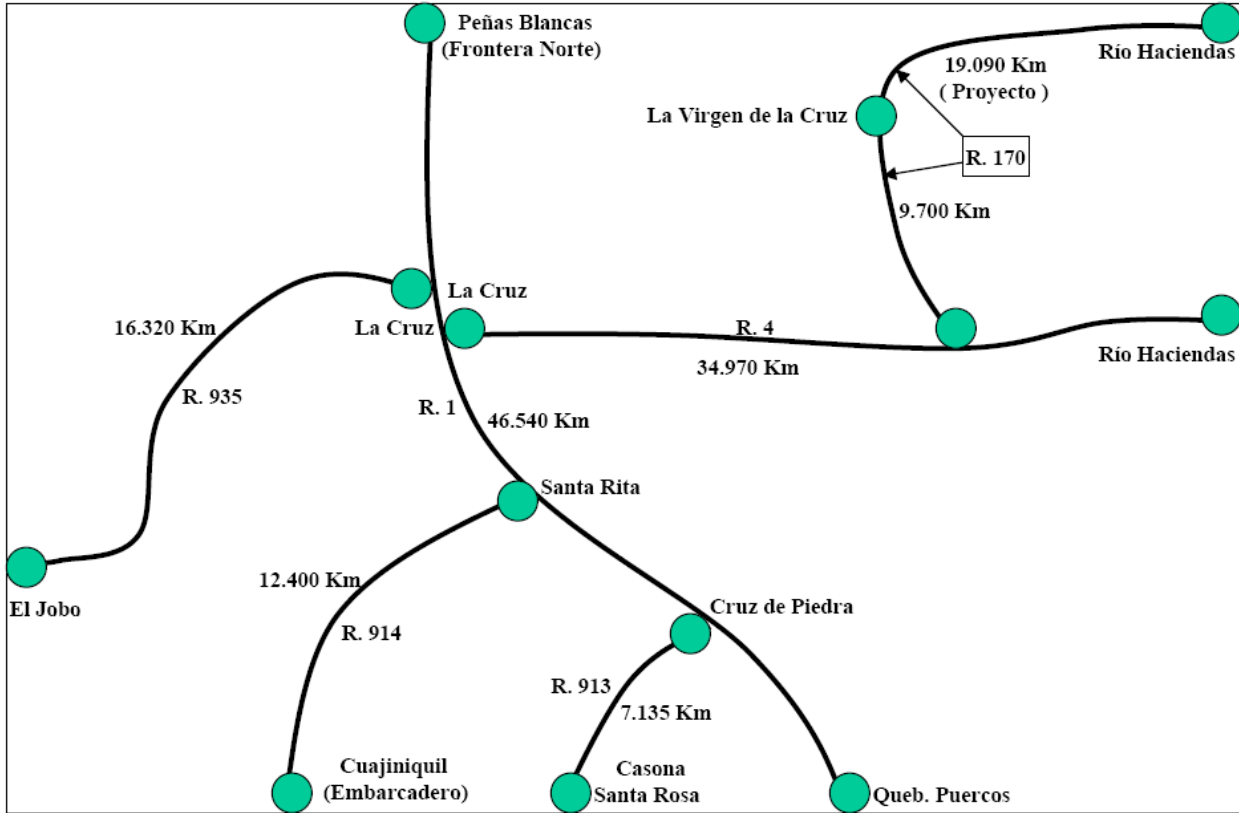 Peñas Blancas
(Frontera Norte)
Río Haciendas
19.090 Km
( Proyecto )
La Virgen de la Cruz
R. 170
9.700 Km
La Cruz
La Cruz
16.320 Km
R. 4
34.970 Km
Río Haciendas
R. 935
R. 1
46.540 Km
Santa Rita
12.400 Km
El Jobo
Cruz de Piedra
R. 914
R. 913
7.135 Km
Cuajiniquil
(Embarcadero)
Casona
Santa Rosa
Queb. Puercos